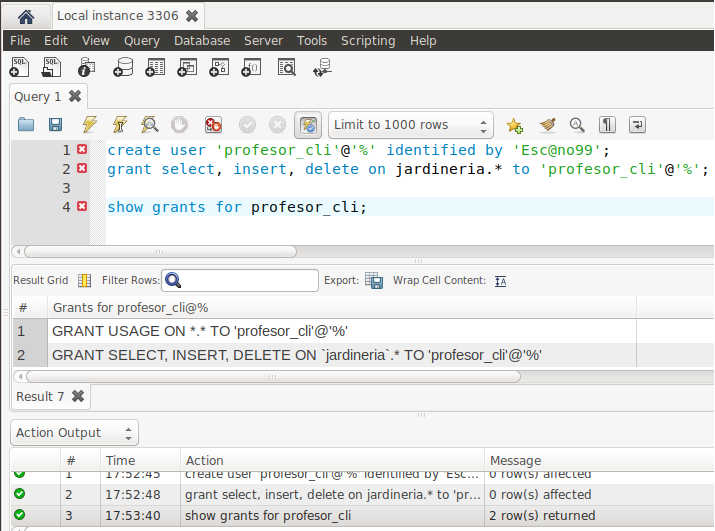 Local instance 3306
File Edit View Query Database Server Tools Scripting Help
Query 1
Limit to 1000 rows
1 create user 'profesor_cli'@'%' identified by 'Esc@no99';
2 grant select, insert, delete on jardineria.* to 'profesor_cli'@'%';
3
4 show grants for profesor_cli;
Result Grid Filter Rows: Export: Wrap Cell Content:
# Grants for profesor_cli@%
1 GRANT USAGE ON *.* TO 'profesor_cli'@'%'
2 GRANT SELECT, INSERT, DELETE ON `jardineria`.* TO 'profesor_cli'@'%'
Result 7
Action Output
# Time Action Message
1 17:52:45 create user 'profesor_cli'@'%' identified by 'Esc... 0 row(s) affected
2 17:52:48 grant select, insert, delete on jardineria.* to 'pr... 0 row(s) affected
3 17:53:40 show grants for profesor_cli 2 row(s) returned